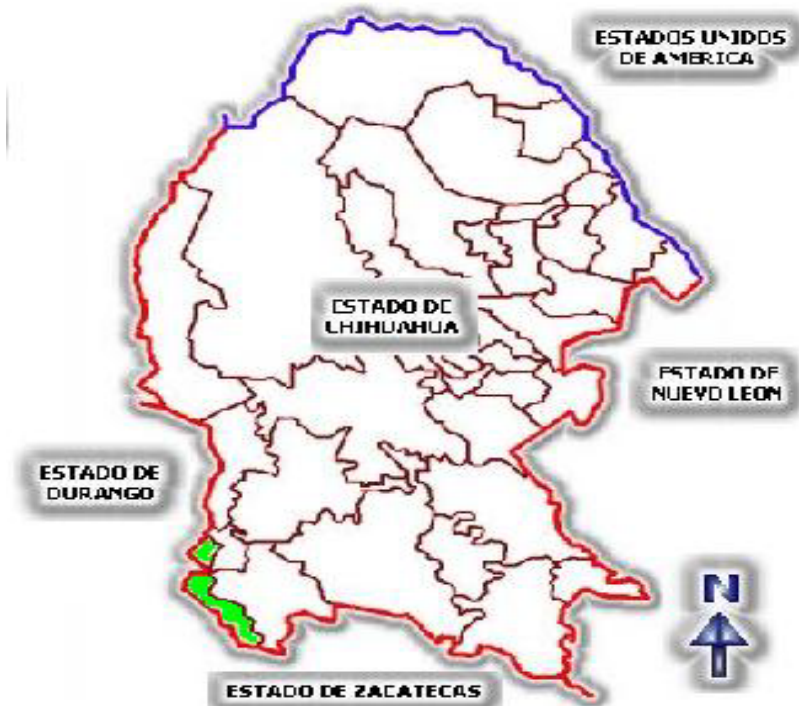 ESTADOS UNIDOS
DE AMERICA
ESTADO DE
CHIHUAHUA
ESTADO DE
NUEVO LEON
ESTADO DE
DURANGO
N
ESTADO DE ZACATECAS